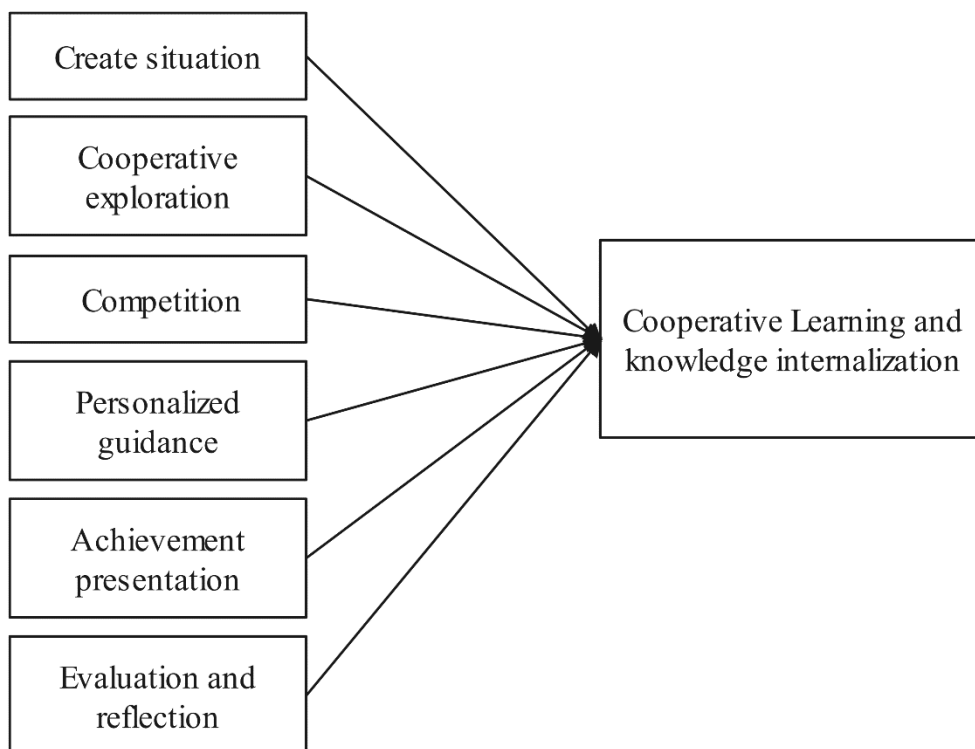 Create situation
Cooperative
exploration
Competition
Personalized
guidance
Achievement
presentation
Evaluation and
reflection
Cooperative Learning and
knowledge internalization